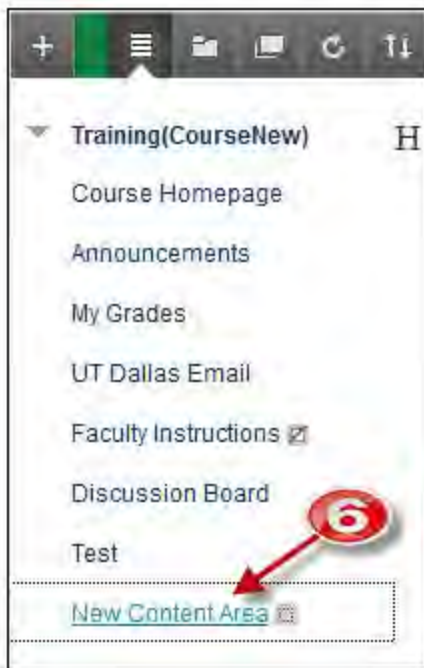 Training(CourseNew) H
Course Homepage
Announcements
My Grades
UT Dallas Email
Faculty Instructions
Discussion Board
6
Test
New Content Area